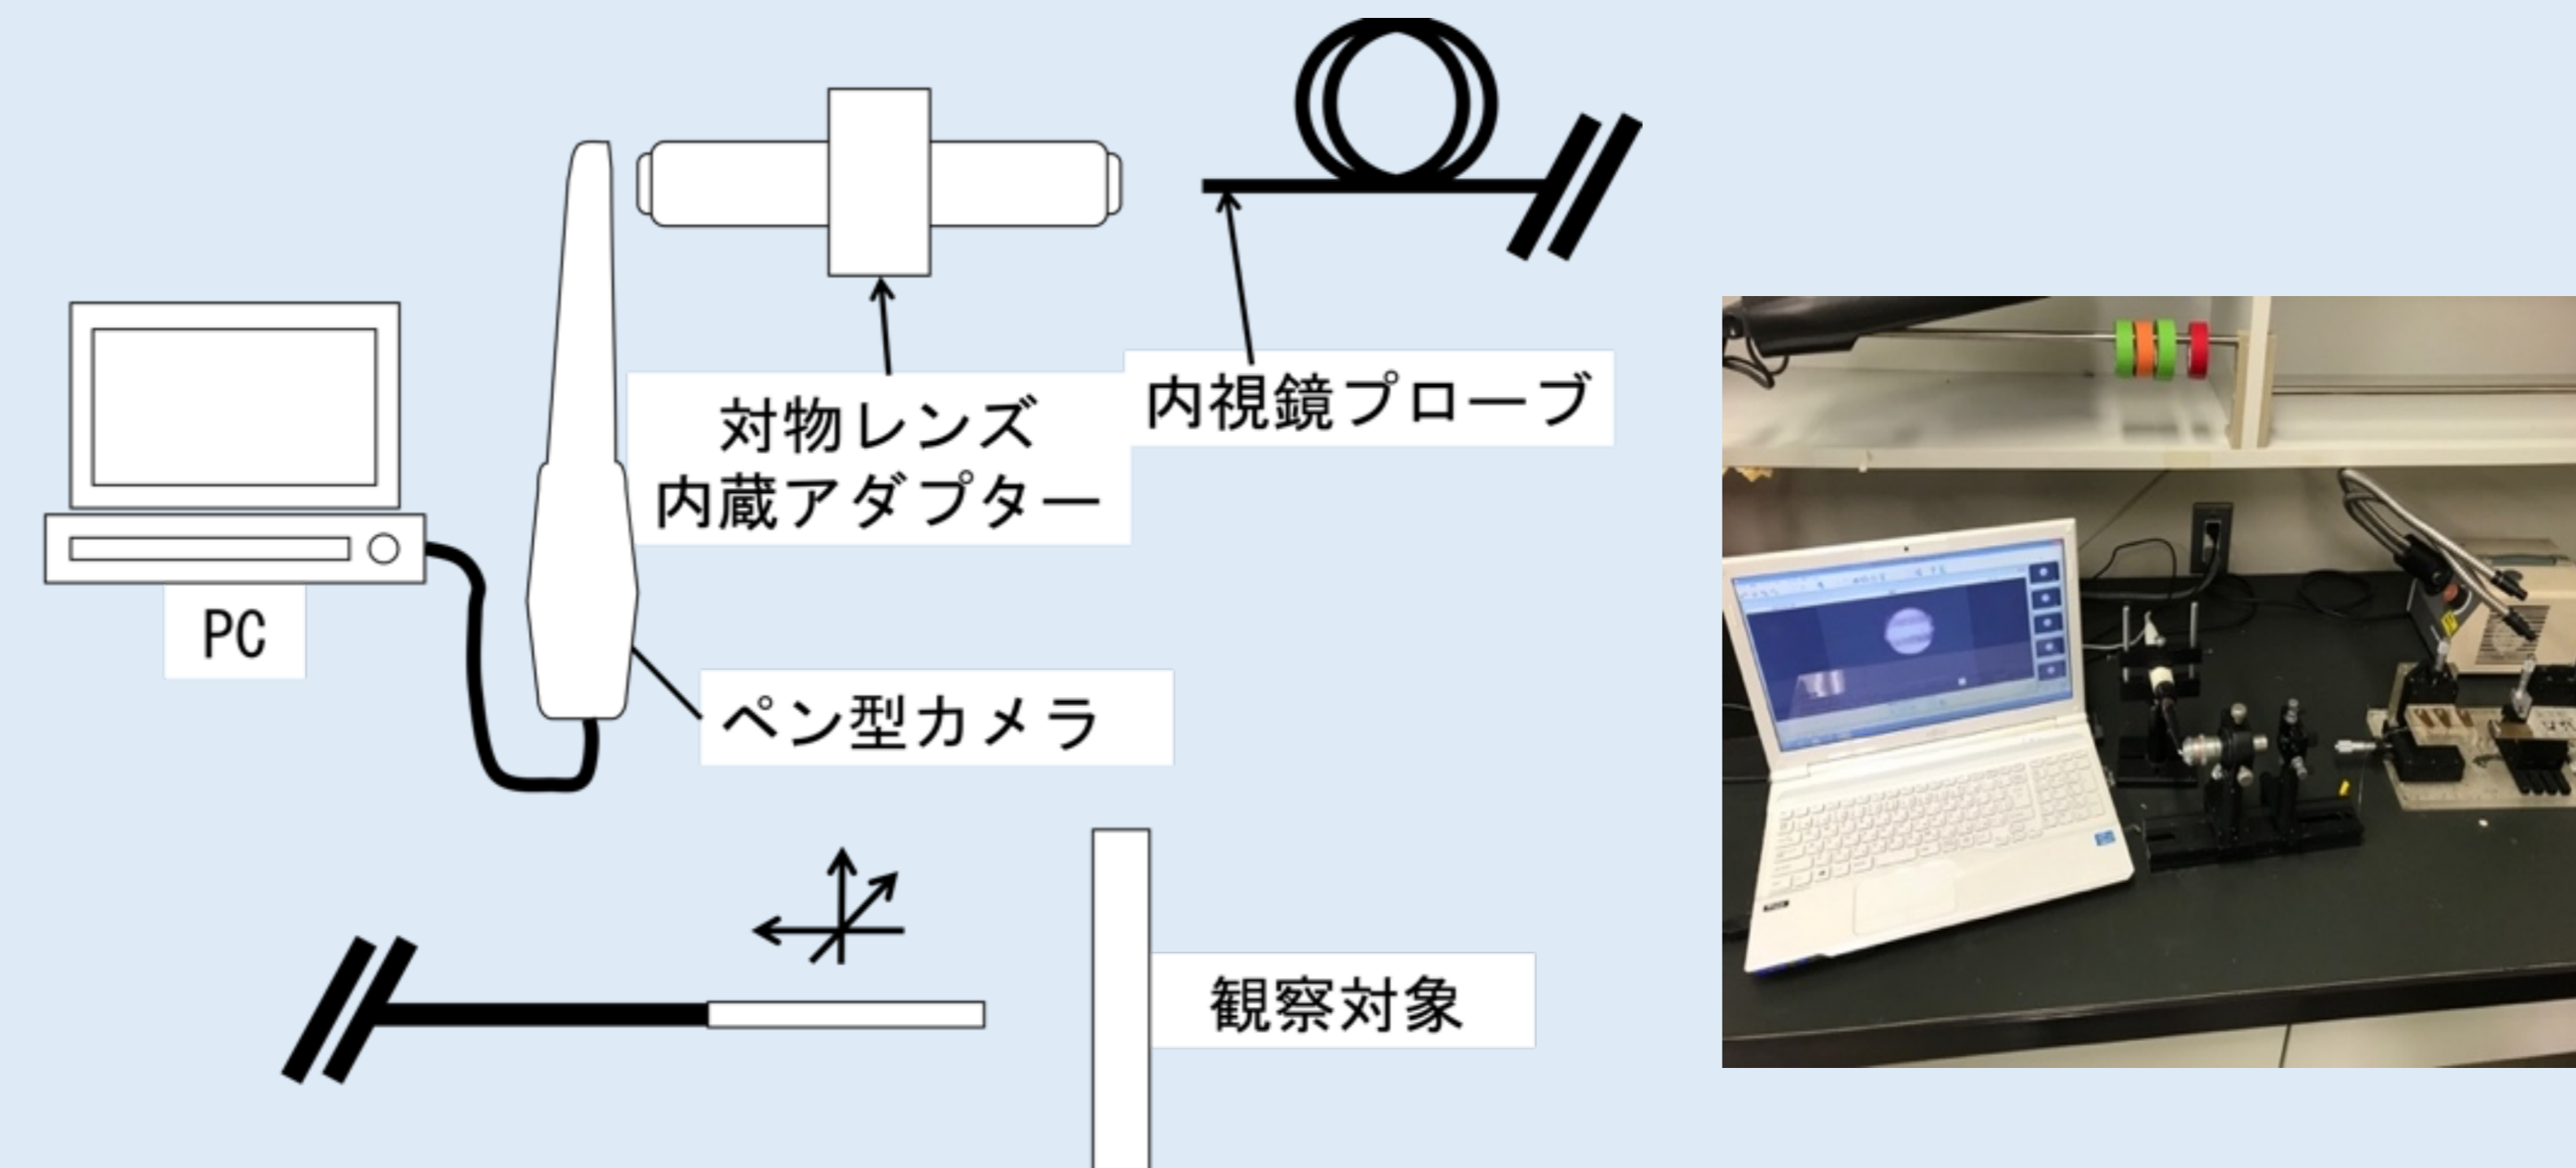 対物レンズ
内蔵アダプター
内視鏡プローブ
PC
ペン型カメラ
観察対象